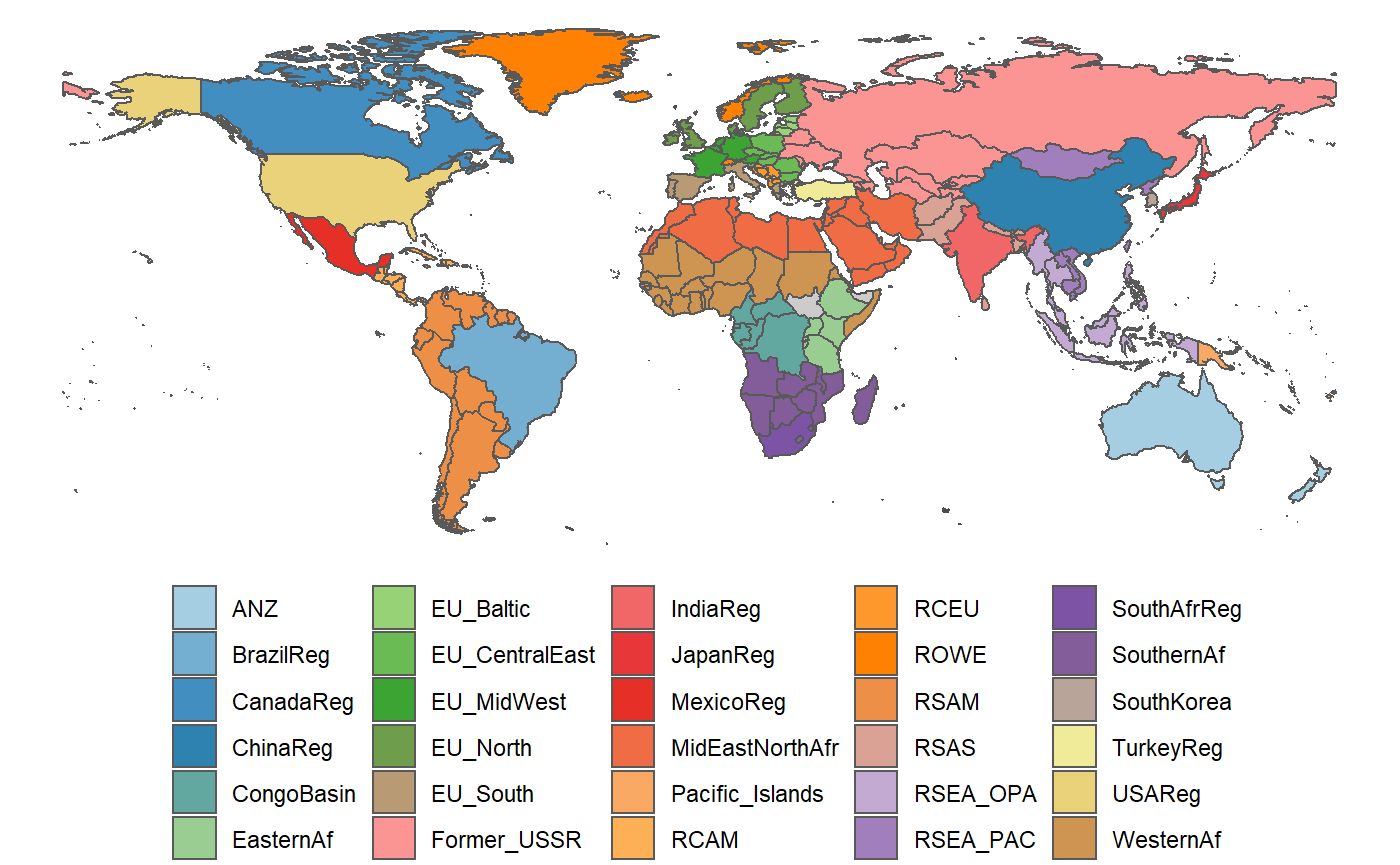 ANZ
BrazilReg
CanadaReg
ChinaReg
CongoBasin
EasternAf
EU_Baltic
EU_CentralEast
EU_MidWest
EU_North
EU_South
Former_USSR
IndiaReg
JapanReg
MexicoReg
MidEastNorthAfr
Pacific_Islands
RCAM
RCEU
ROWE
RSAM
RSAS
RSEA_OPA
RSEA_PAC
SouthAfrReg
SouthernAf
SouthKorea
TurkeyReg
USAReg
WesternAf